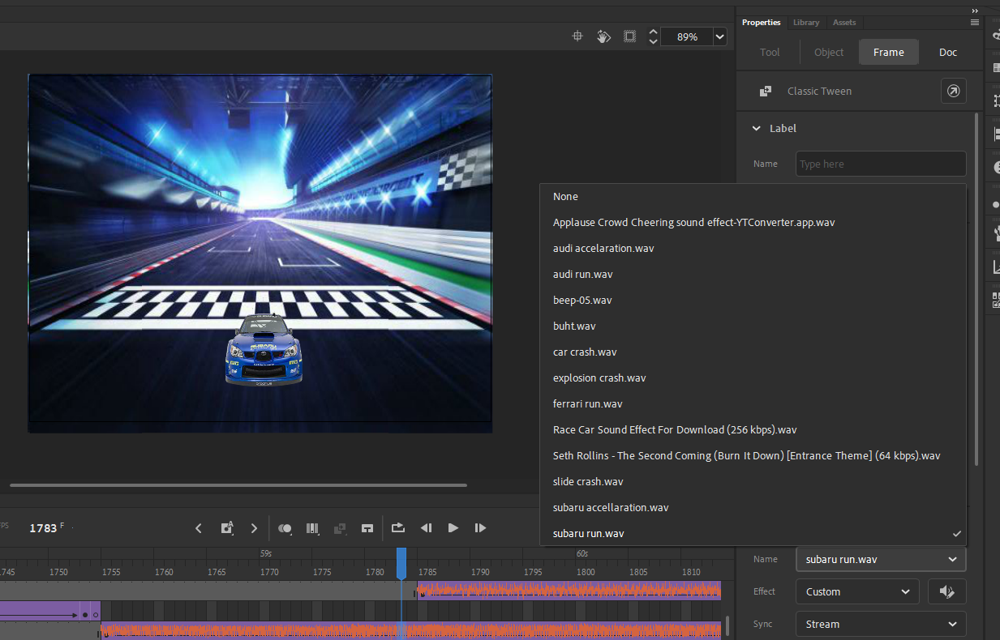 Properties Library Assets
89%
Tool Object Frame Doc
Classic Tween
Label
Name Type here
None
Applause Crowd Cheering sound effect-YTConverter.app.wav
audi accelaration.wav
audi run.wav
beep-05.wav
buht.wav
car crash.wav
explosion crash.wav
ferrari run.wav
Race Car Sound Effect For Download (256 kbps).wav
Seth Rollins - The Second Coming (Burn It Down) [Entrance Theme] (64 kbps).wav
slide crash.wav
subaru accellaration.wav
subaru run.wav
SUBARU
FPS 1783 F
59s 60s
1745 1750 1755 1760 1765 1770 1775 1780 1785 1790 1795 1800 1805 1810
Name subaru run.wav
Effect Custom
Sync Stream